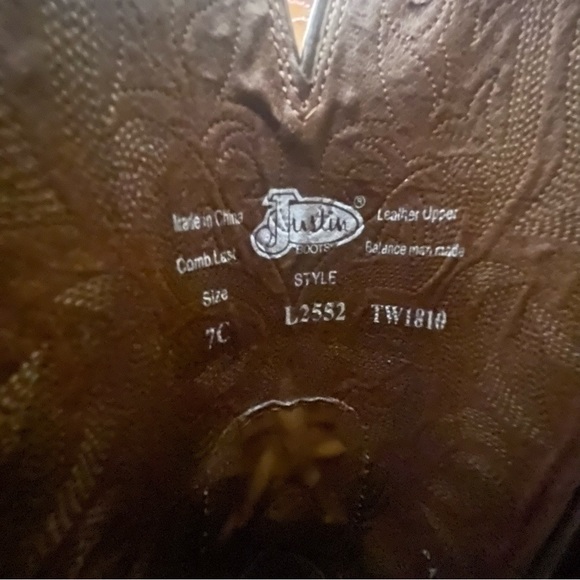 Made in China
Comb Last
Size
7C
Justin®
BOOTS
STYLE
L2552 TW1810
Leather Upper
Balance man made